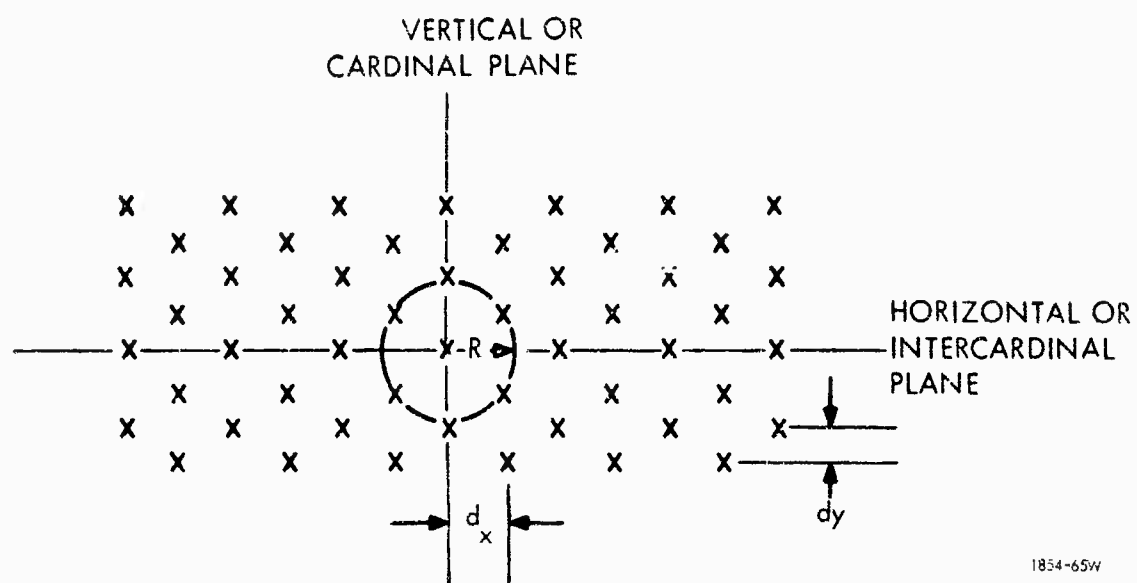 VERTICAL OR
CARDINAL PLANE
X X X X X X X
X X X X X X
X X X X X X X
X X X X X X
X X X X R X X X
X X X X X X
X X X X X X X
X X X X X X
HORIZONTAL OR
INTERCARDINAL
PLANE
dx
dy
1854-65W